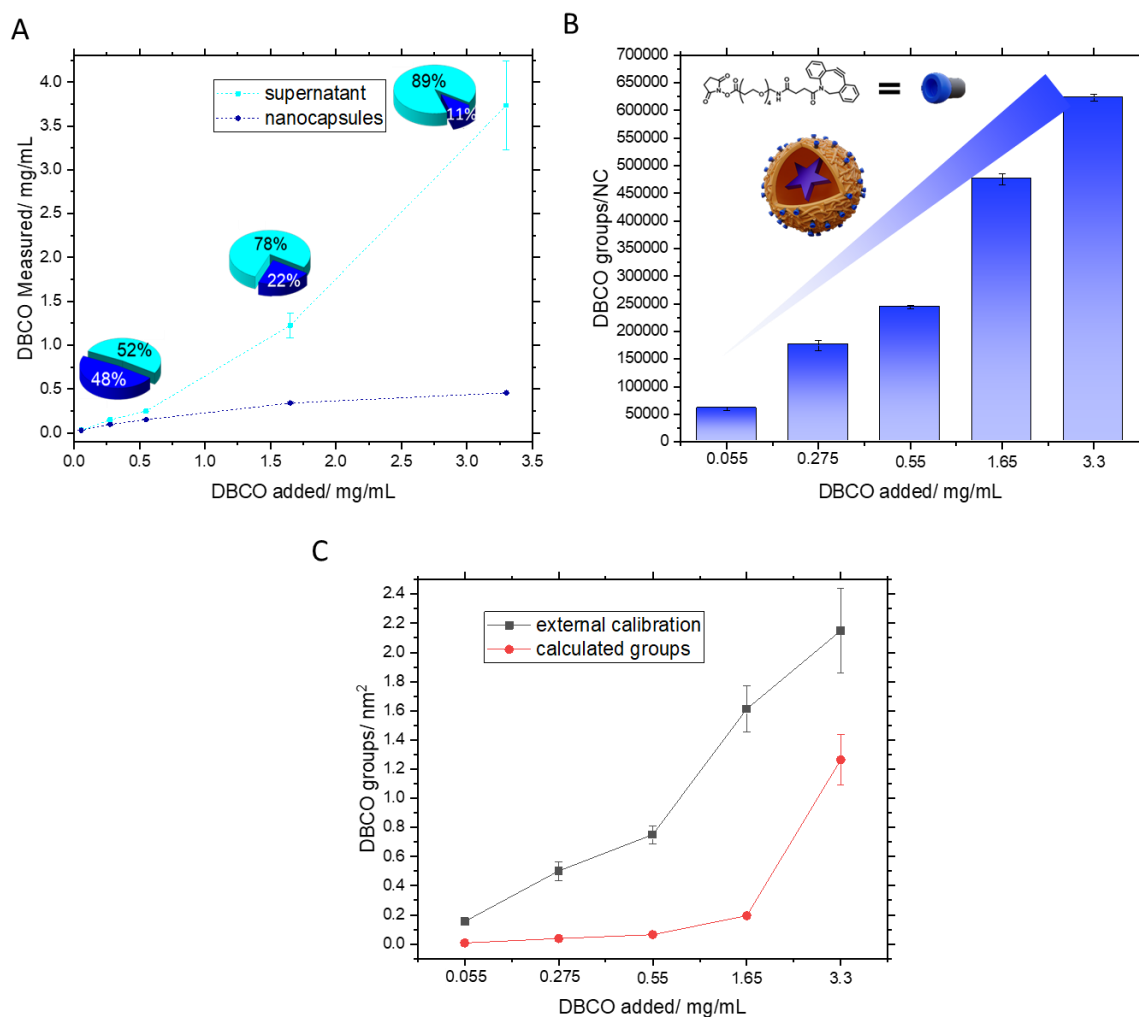 A
DBCO Measured/ mg/mL
4.0
3.5
3.0
2.5
2.0
1.5
1.0
0.5
0.0
supernatant
nanocapsules
89%
11%
78%
22%
52%
48%
0.0 0.5 1.0 1.5 2.0 2.5 3.0 3.5
DBCO added/ mg/mL
B
DBCO groups/NC
700000
650000
600000
550000
500000
450000
400000
350000
300000
250000
200000
150000
100000
50000
0
O
N
O
O
O
O
4
N
H
O
O
N
=
0.055 0.275 0.55 1.65 3.3
DBCO added/ mg/mL
C
DBCO groups/ nm²
2.4
2.2
2.0
1.8
1.6
1.4
1.2
1.0
0.8
0.6
0.4
0.2
0.0
external calibration
calculated groups
0.055 0.275 0.55 1.65 3.3
DBCO added/ mg/mL